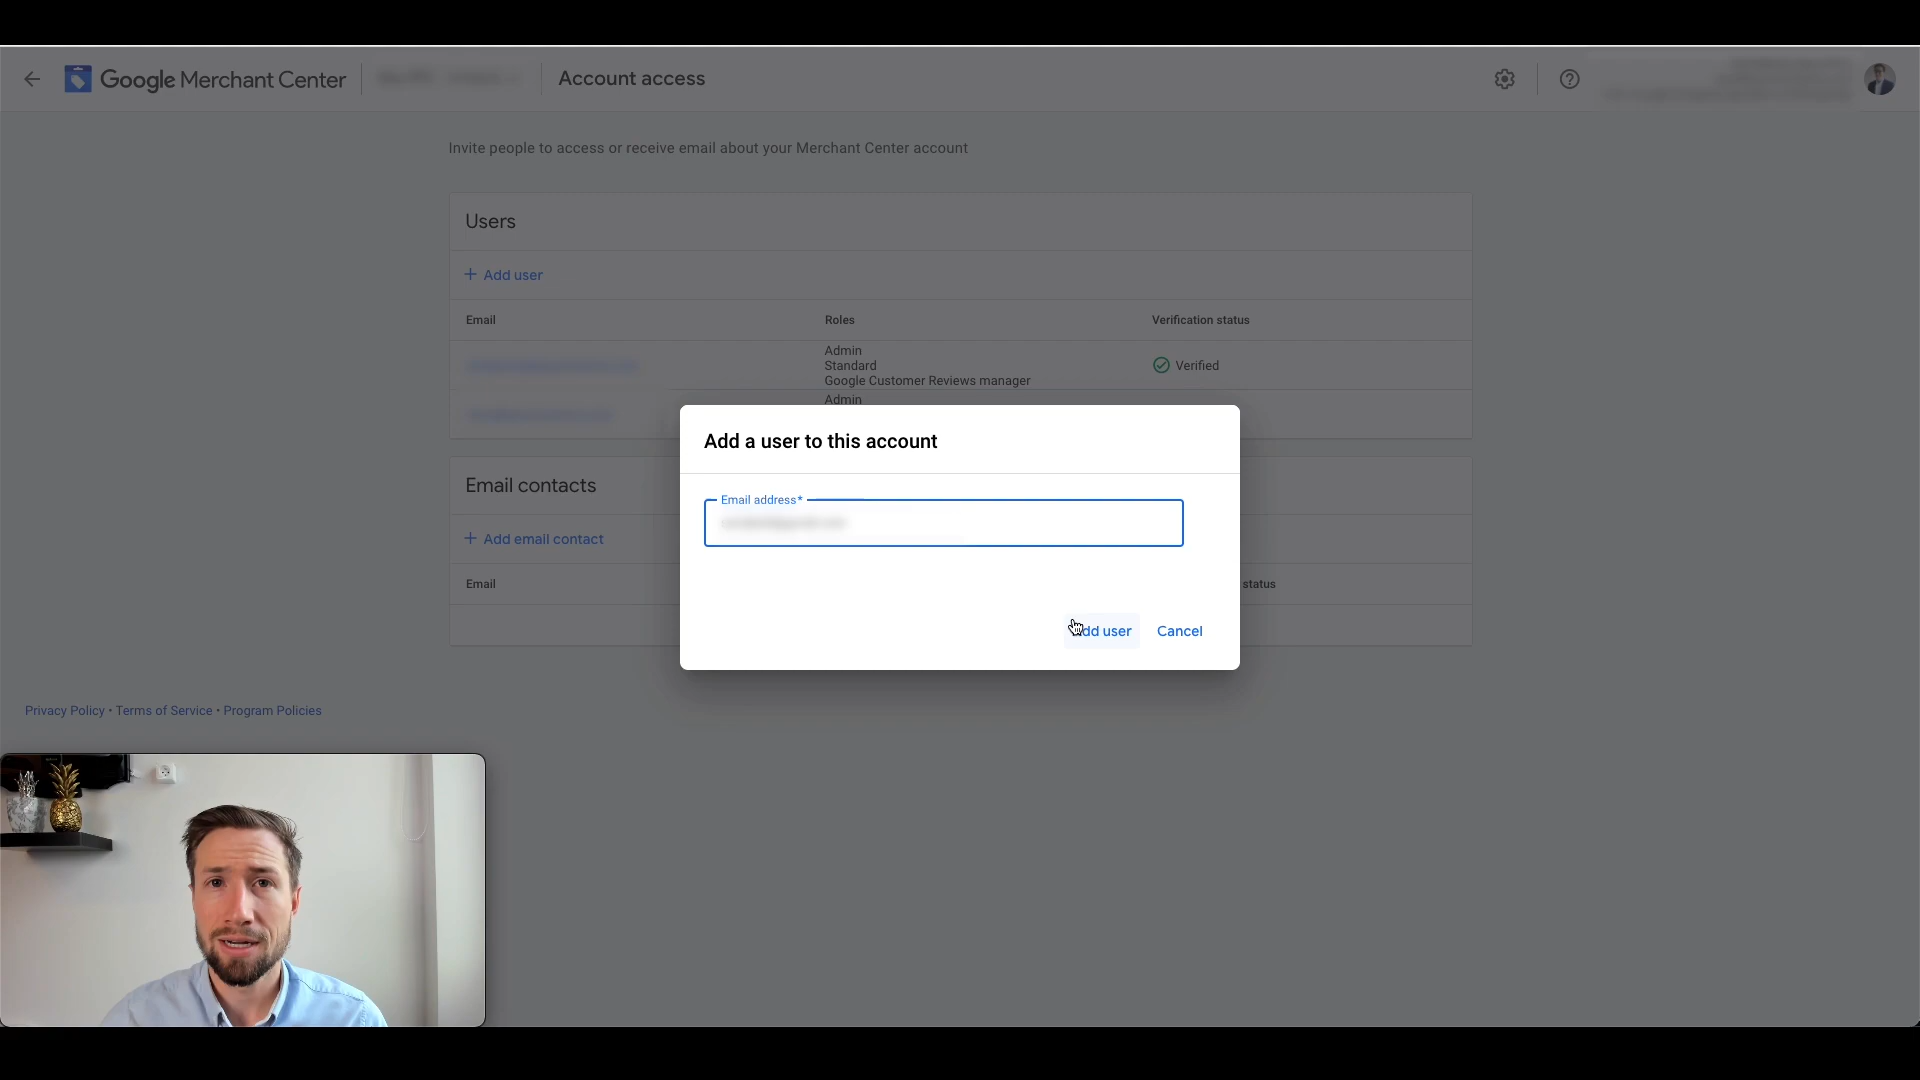 Google Merchant Center
Account access
Invite people to access or receive email about your Merchant Center account
Users
+ Add user
Email Roles Verification status
Admin
Standard
Google Customer Reviews manager
Verified
Admin
Add a user to this account
Email address*
Add user Cancel
Email contacts
+ Add email contact
Email status
Privacy Policy • Terms of Service • Program Policies